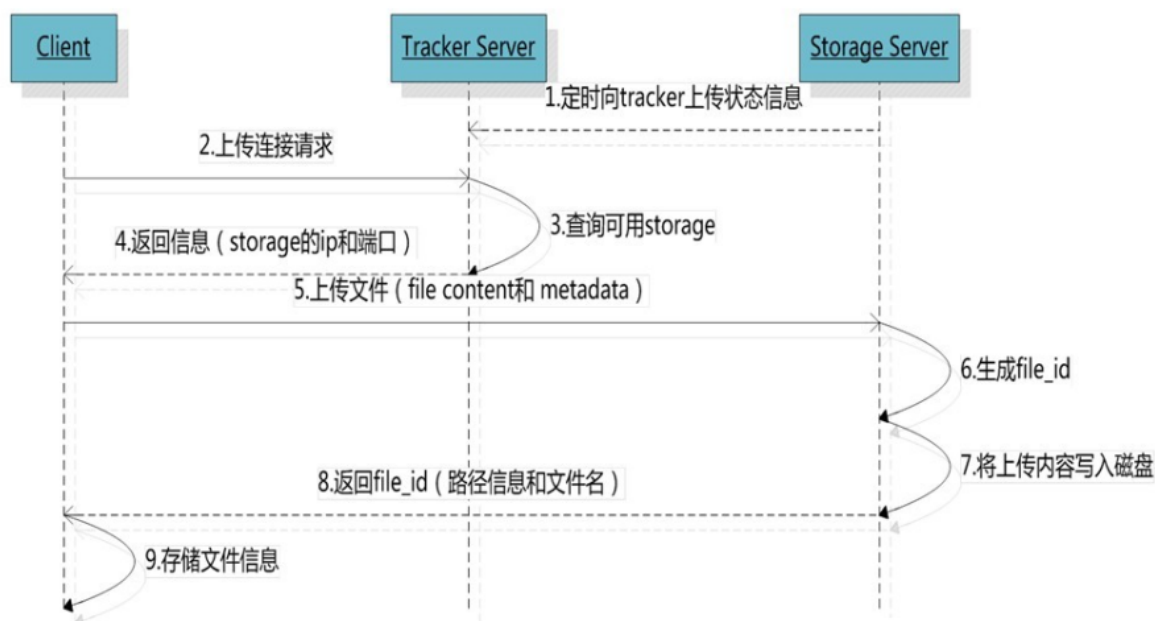 Client
Tracker Server
Storage Server
1.定时向tracker上传状态信息
2.上传连接请求
3.查询可用storage
4.返回信息（storage的ip和端口）
5.上传文件（file content和 metadata）
6.生成file_id
7.将上传内容写入磁盘
8.返回file_id（路径信息和文件名）
9.存储文件信息